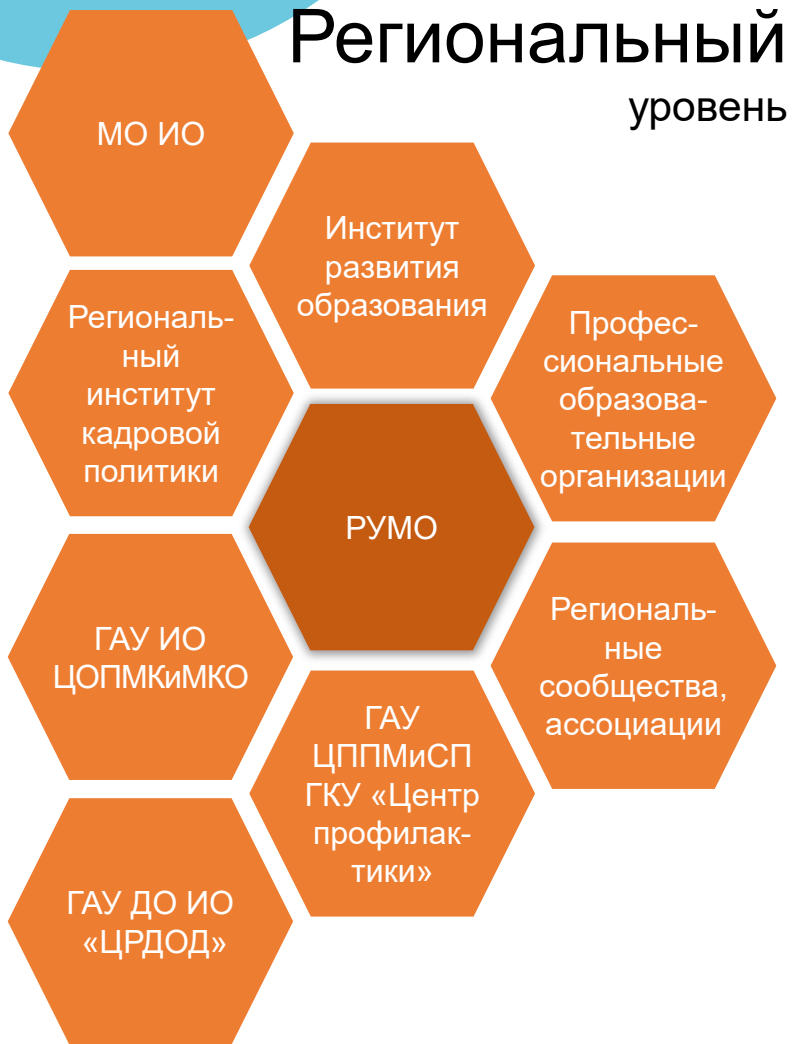 Региональный
уровень
МО ИО
Институт
развития
образования
Региональ-
ный
институт
кадровой
политики
Профес-
сиональные
образова-
тельные
организации
РУМО
ГАУ ИО
ЦОПМКиМКО
Региональ-
ные
сообщества,
ассоциации
ГАУ
ЦППМиСП
ГКУ «Центр
профилак-
тики»
ГАУ ДО ИО
«ЦРДОД»